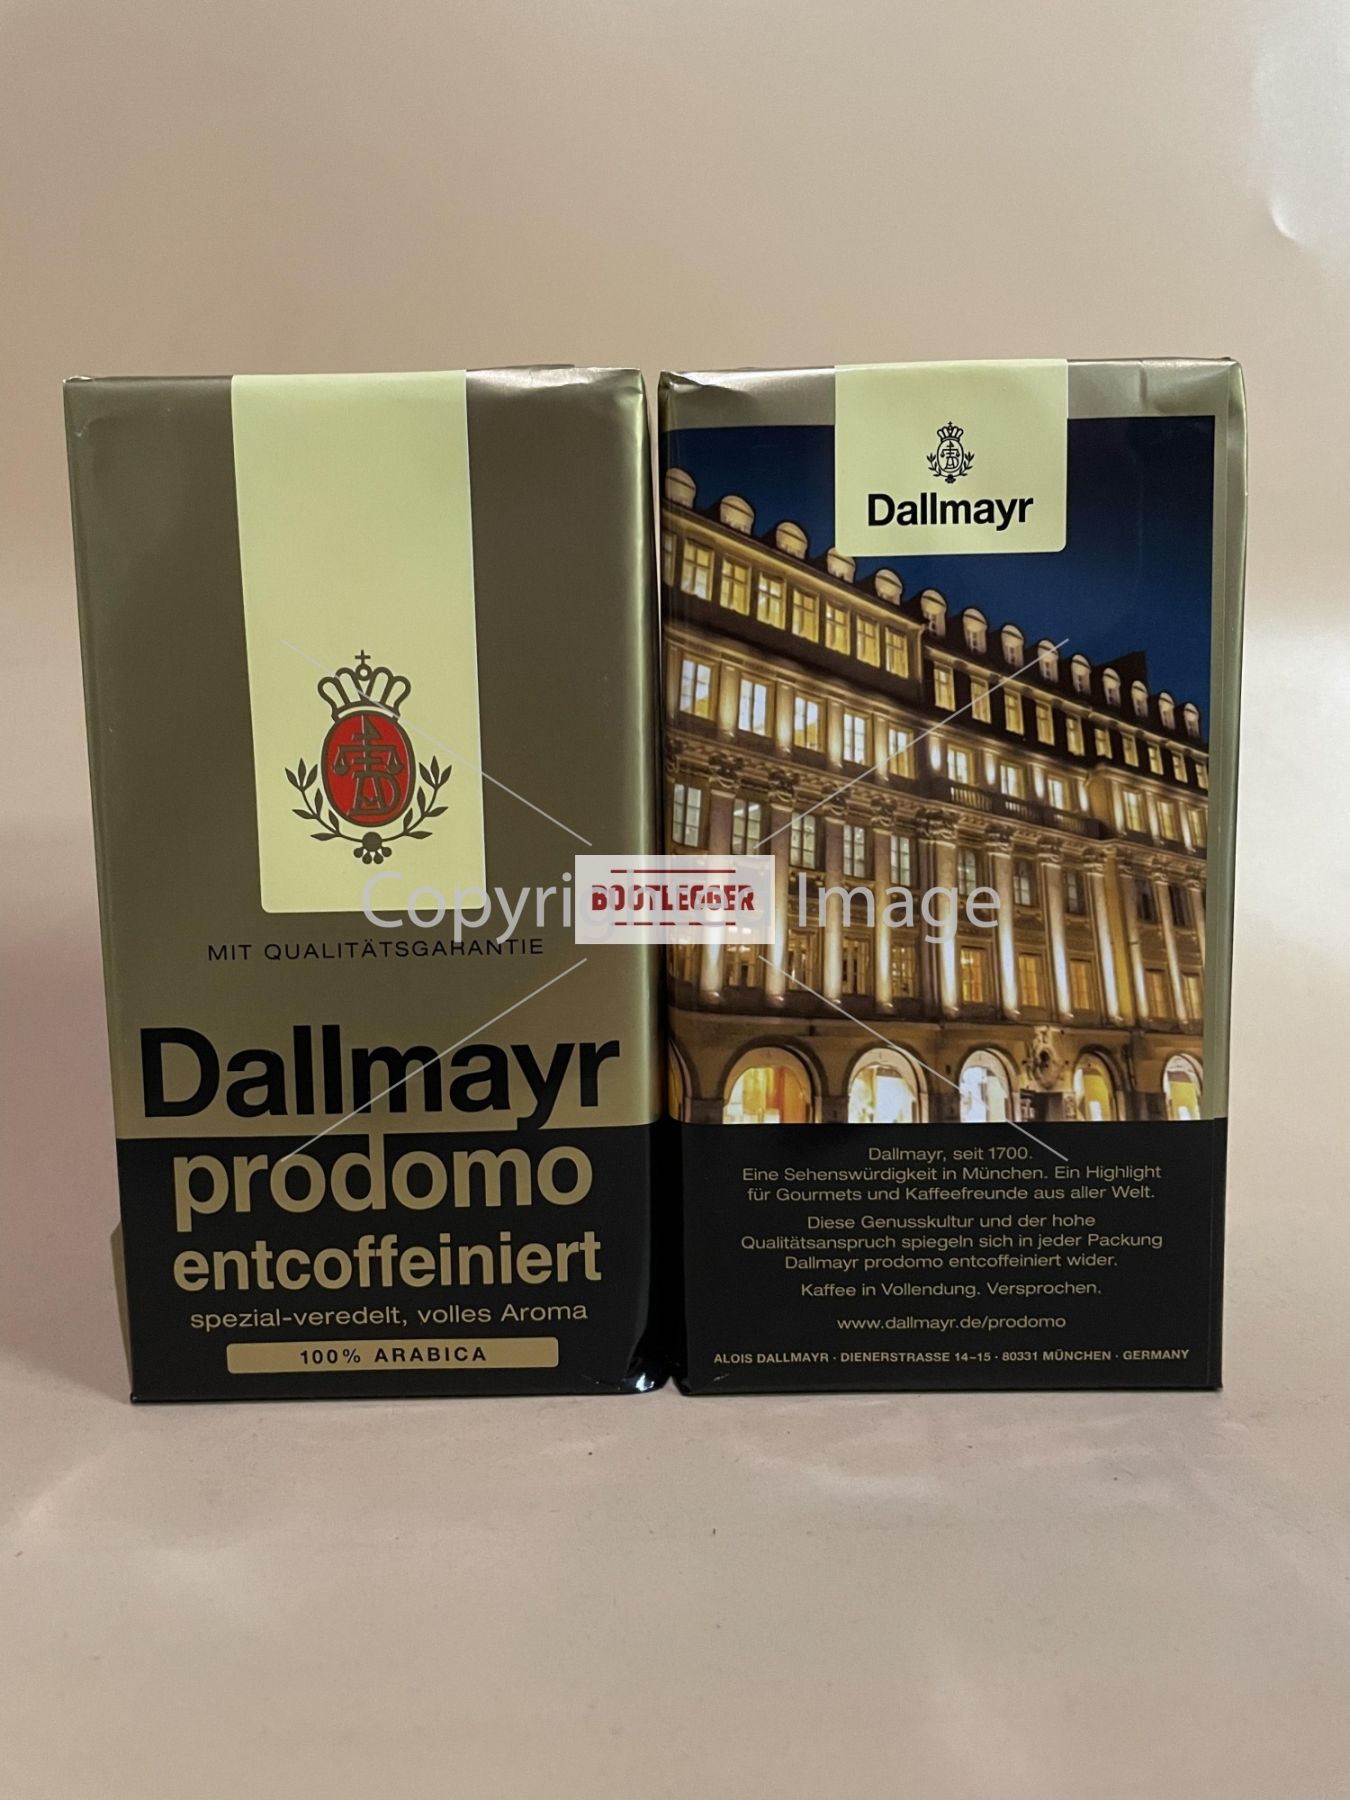 MIT QUALITÄTSGARANTIE
Dallmayr
prodomo
entcoffeiniert
spezial-veredelt, volles Aroma
100% ARABICA
Dallmayr
Dallmayr, seit 1700.
Eine Sehenswürdigkeit in München. Ein Highlight
für Gourmets und Kaffeefreunde aus aller Welt.
Diese Genusskultur und der hohe
Qualitätsanspruch spiegeln sich in jeder Packung
Dallmayr prodomo entcoffeiniert wider.
Kaffee in Vollendung. Versprochen.
www.dallmayr.de/prodomo
ALOIS DALLMAYR · DIENERSTRASSE 14–15 · 80331 MÜNCHEN · GERMANY
Copyrighted Image
BOOTLEGGER